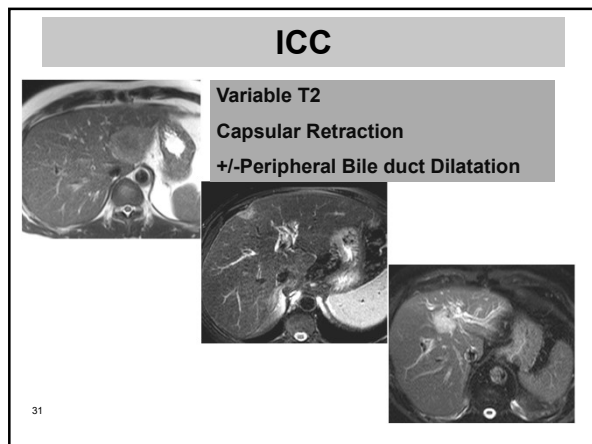 ICC
Variable T2
Capsular Retraction
+/-Peripheral Bile duct Dilatation
31